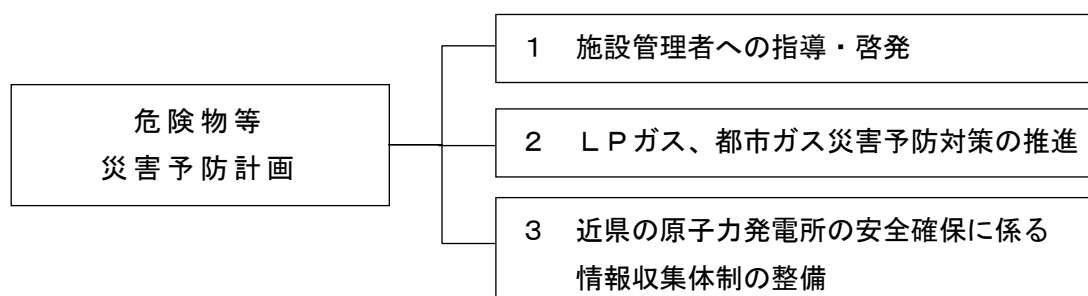 危険物等
災害予防計画
１　施設管理者への指導・啓発
２　ＬＰガス、都市ガス災害予防対策の推進
３　近県の原子力発電所の安全確保に係る
情報収集体制の整備